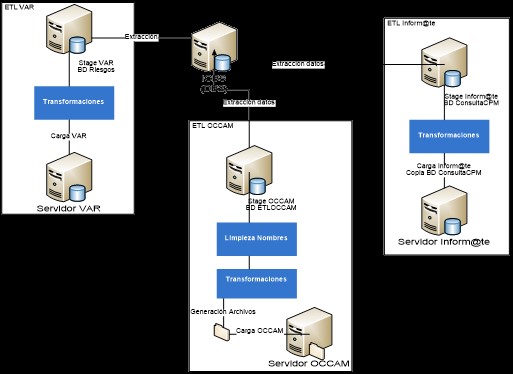 ETL VAR
Stage VAR
BD Riesgos
Transformaciones
Carga VAR
Servidor VAR
Extracción
Extracción datos
Extracción datos
ETL OCCAM
Stage OCCAM
BD ETLOCCAM
Limpieza Nombres
Transformaciones
Generación Archivos
Carga OCCAM
Servidor OCCAM
ETL Inform@te
Stage Inform@te
BD ConsultaCPM
Transformaciones
Carga Inform@te
Copia BD ConsultaCPM
Servidor Inform@te